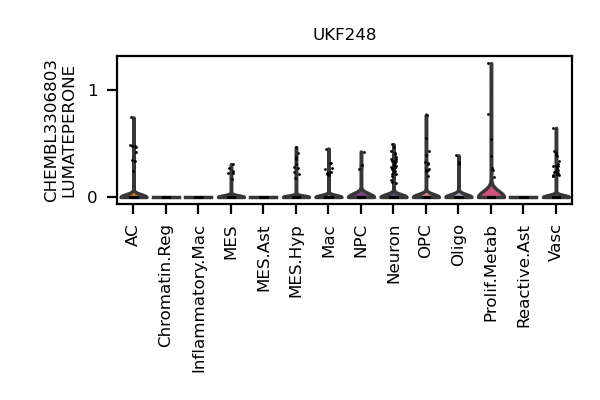 UKF248
CHEMBL3306803
LUMATEPERONE
1
0
AC
Chromatin.Reg
Inflammatory.Mac
MES
MES.Ast
MES.Hyp
Mac
NPC
Neuron
OPC
Oligo
Prolif.Metab
Reactive.Ast
Vasc